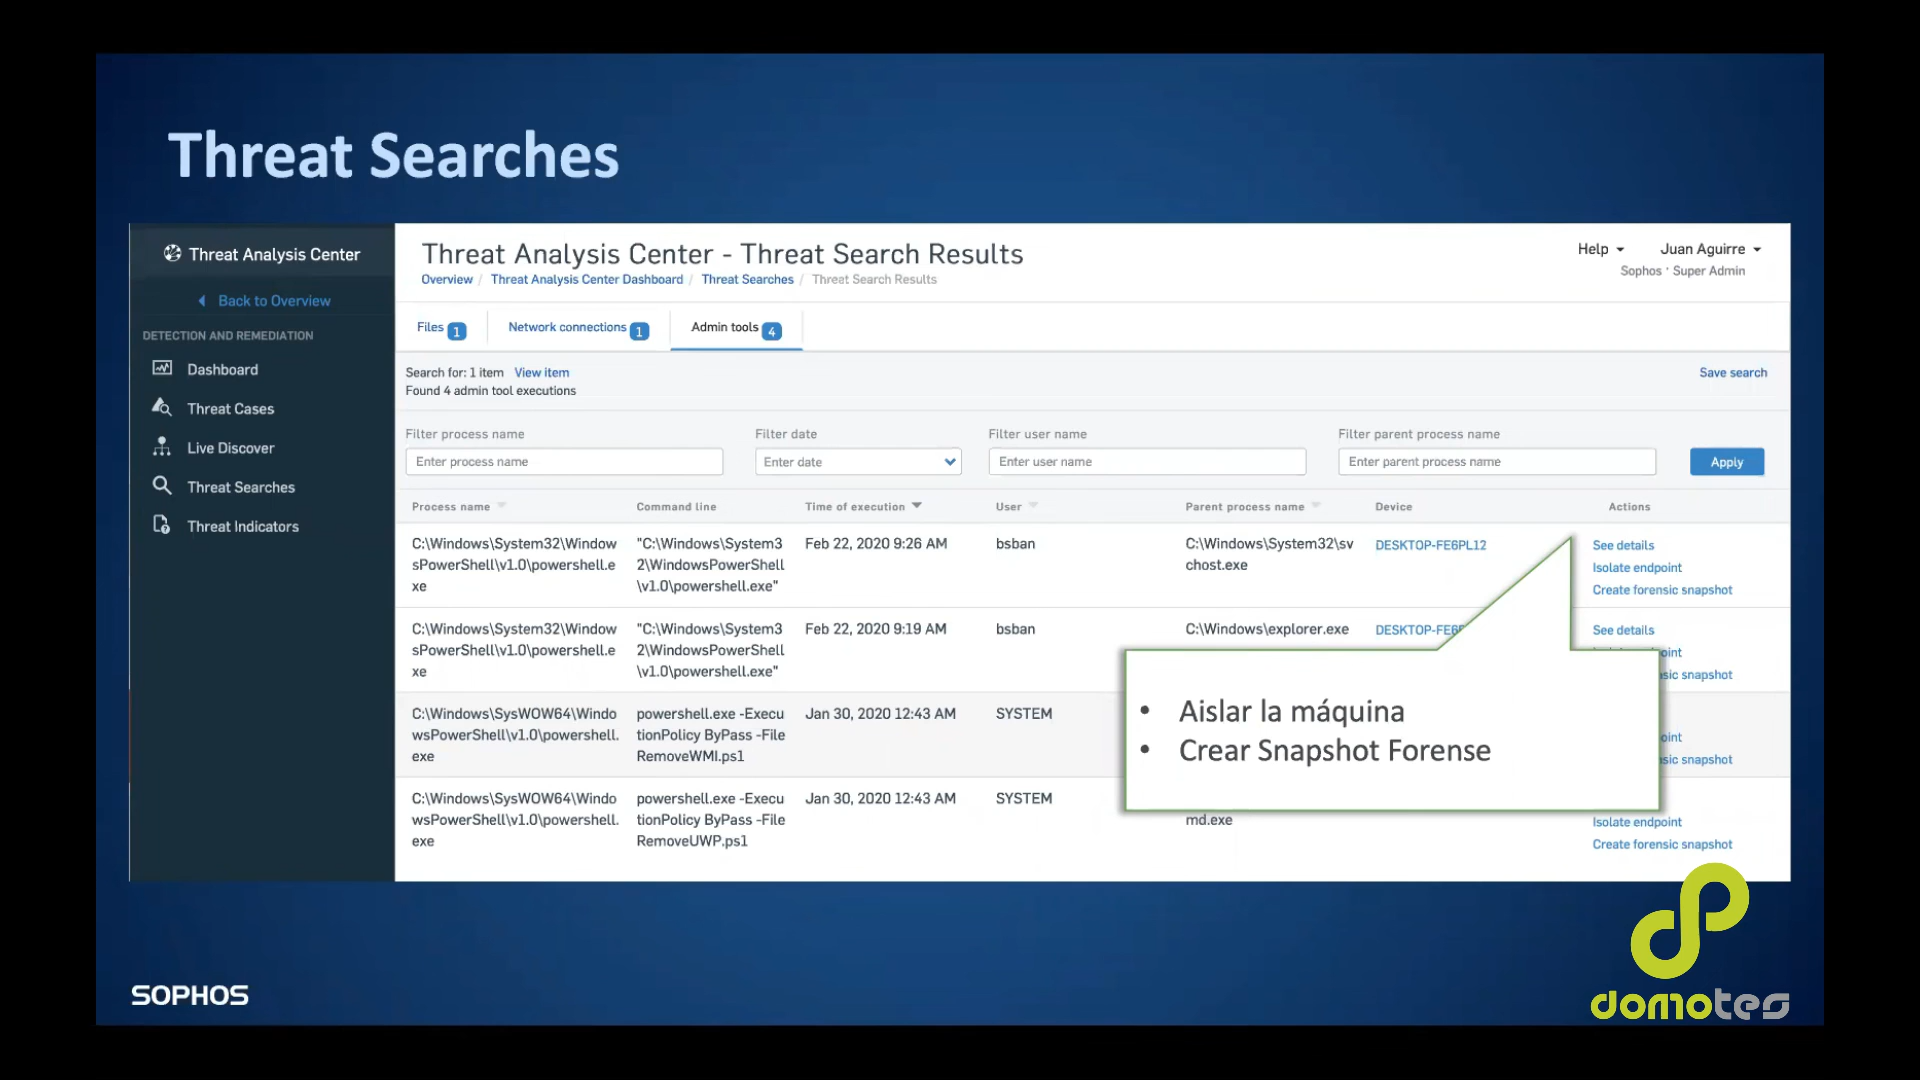 Threat Searches
Threat Analysis Center
Back to Overview
DETECTION AND REMEDIATION
Dashboard
Threat Cases
Live Discover
Threat Searches
Threat Indicators
Threat Analysis Center - Threat Search Results
Overview / Threat Analysis Center Dashboard / Threat Searches / Threat Search Results
Help
Juan Aguirre
Sophos · Super Admin
Files 1
Network connections 1
Admin tools 4
Search for: 1 item View item
Save search
Found 4 admin tool executions
Filter process name
Filter date
Filter user name
Filter parent process name
Enter process name
Enter date
Enter user name
Enter parent process name
Apply
Process name
Command line
Time of execution
User
Parent process name
Device
Actions
C:\Windows\System32\Window
sPowerShell\v1.0\powershell.e
xe
"C:\Windows\System3
2\WindowsPowerShell
\v1.0\powershell.exe"
Feb 22, 2020 9:26 AM
bsban
C:\Windows\System32\sv
chost.exe
DESKTOP-FE6PL12
See details
Isolate endpoint
Create forensic snapshot
C:\Windows\System32\Window
sPowerShell\v1.0\powershell.e
xe
"C:\Windows\System3
2\WindowsPowerShell
\v1.0\powershell.exe"
Feb 22, 2020 9:19 AM
bsban
C:\Windows\explorer.exe
See details
snapshot
C:\Windows\SysWOW64\Windo
wsPowerShell\v1.0\powershell.
exe
powershell.exe -Execu
tionPolicy ByPass -File
RemoveWMI.ps1
Jan 30, 2020 12:43 AM
SYSTEM
snapshot
C:\Windows\SysWOW64\Windo
wsPowerShell\v1.0\powershell.
exe
powershell.exe -Execu
tionPolicy ByPass -File
RemoveUWP.ps1
Jan 30, 2020 12:43 AM
SYSTEM
md.exe
Isolate endpoint
Create forensic snapshot
• Aislar la máquina
• Crear Snapshot Forense
SOPHOS
domotes